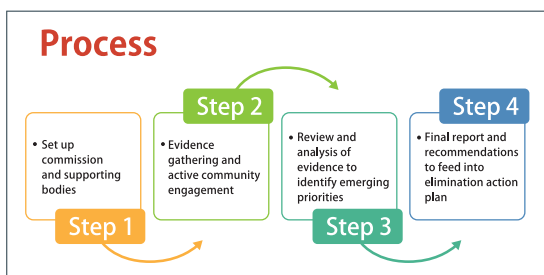 Process
Step 1
• Set up
commission
and supporting
bodies
Step 2
• Evidence
gathering and
active community
engagement
Step 3
• Review and
analysis of
evidence to
identify emerging
priorities
Step 4
• Final report and
recommendations
to feed into
elimination action
plan